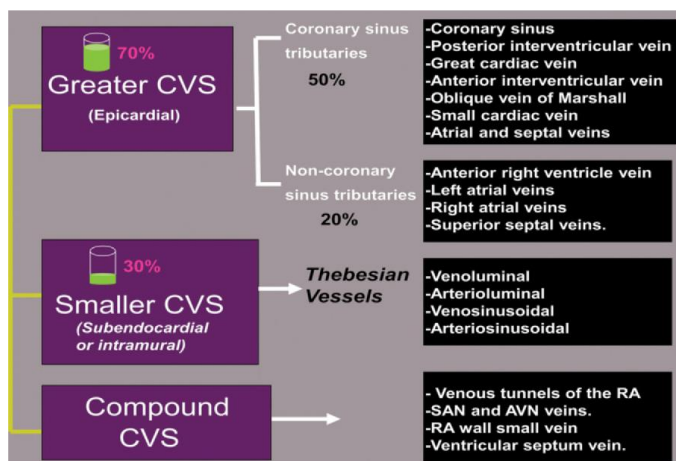 70%
Greater CVS
(Epicardial)
Coronary sinus
tributaries
50%
-Coronary sinus
-Posterior interventricular vein
-Great cardiac vein
-Anterior interventricular vein
-Oblique vein of Marshall
-Small cardiac vein
-Atrial and septal veins
Non-coronary
sinus tributaries
20%
-Anterior right ventricle vein
-Left atrial veins
-Right atrial veins
-Superior septal veins.
30%
Smaller CVS
(Subendocardial
or intramural)
Thebesian
Vessels
-Venoluminal
-Arterioluminal
-Venosinusoidal
-Arteriosinusoidal
Compound
CVS
- Venous tunnels of the RA
-SAN and AVN veins.
-RA wall small vein
-Ventricular septum vein.